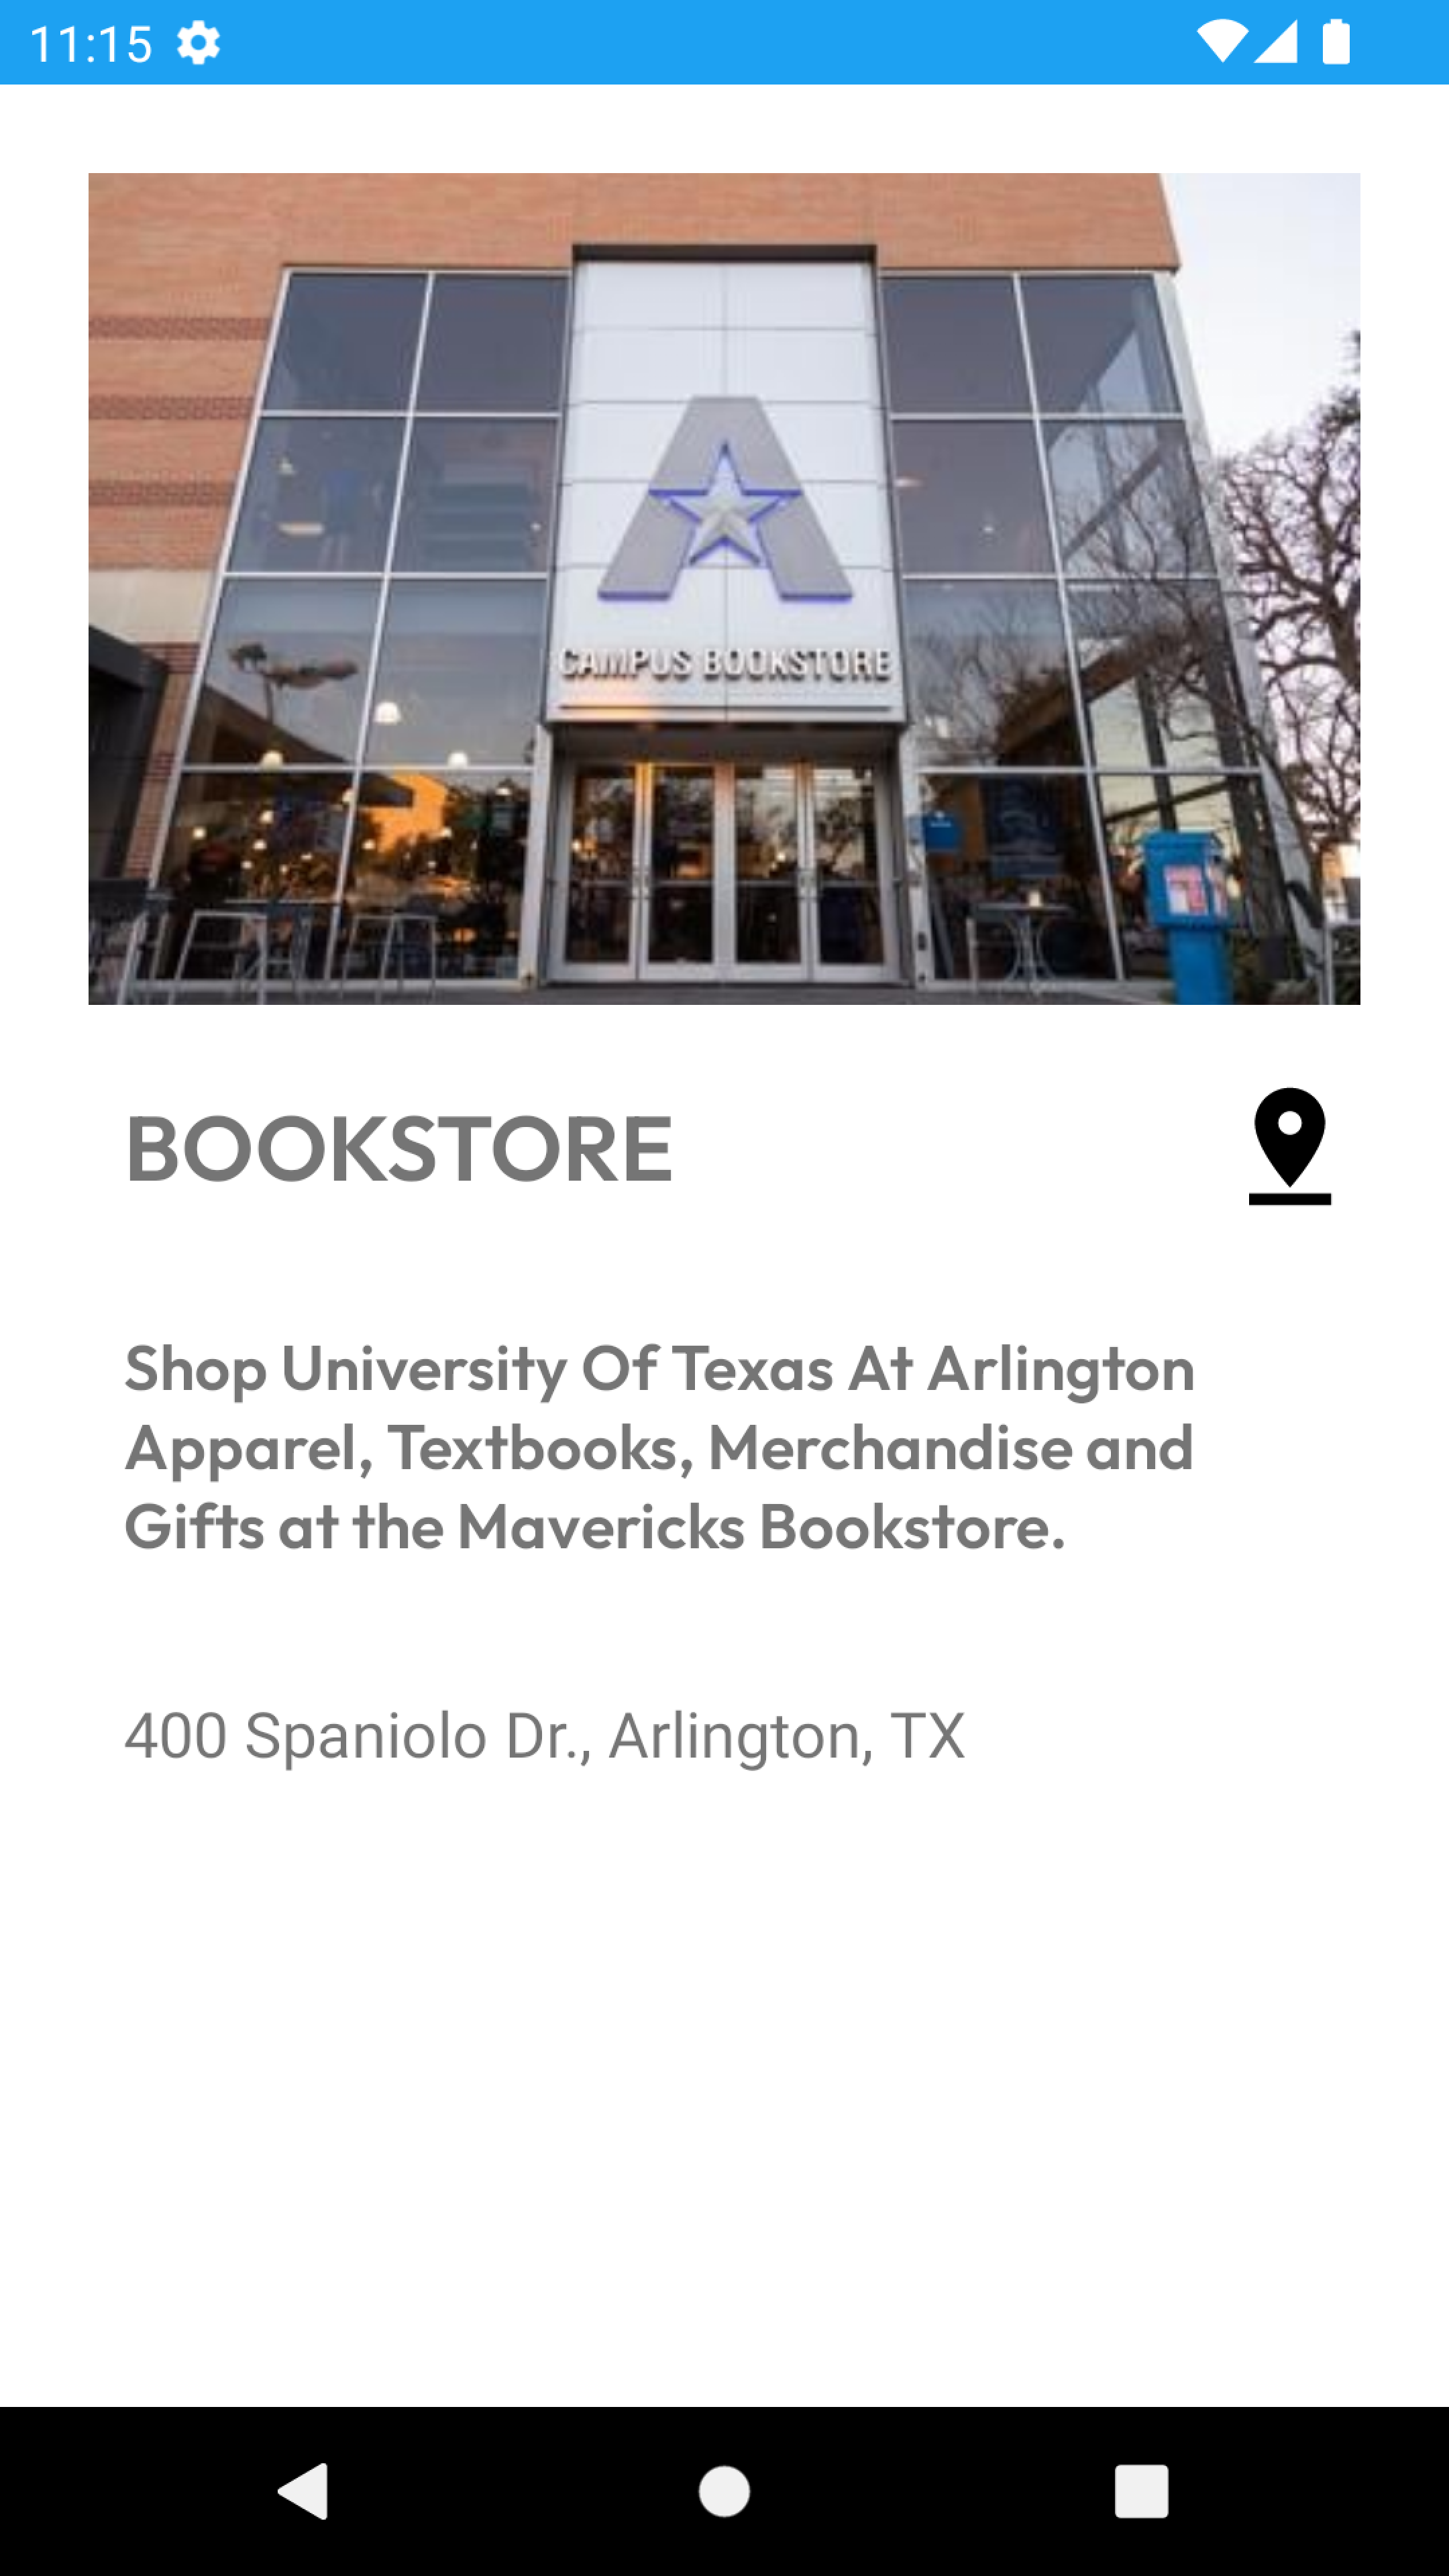 11:15
A
CAMPUS BOOKSTORE
BOOKSTORE
Shop University Of Texas At Arlington
Apparel, Textbooks, Merchandise and
Gifts at the Mavericks Bookstore.
400 Spaniolo Dr., Arlington, TX